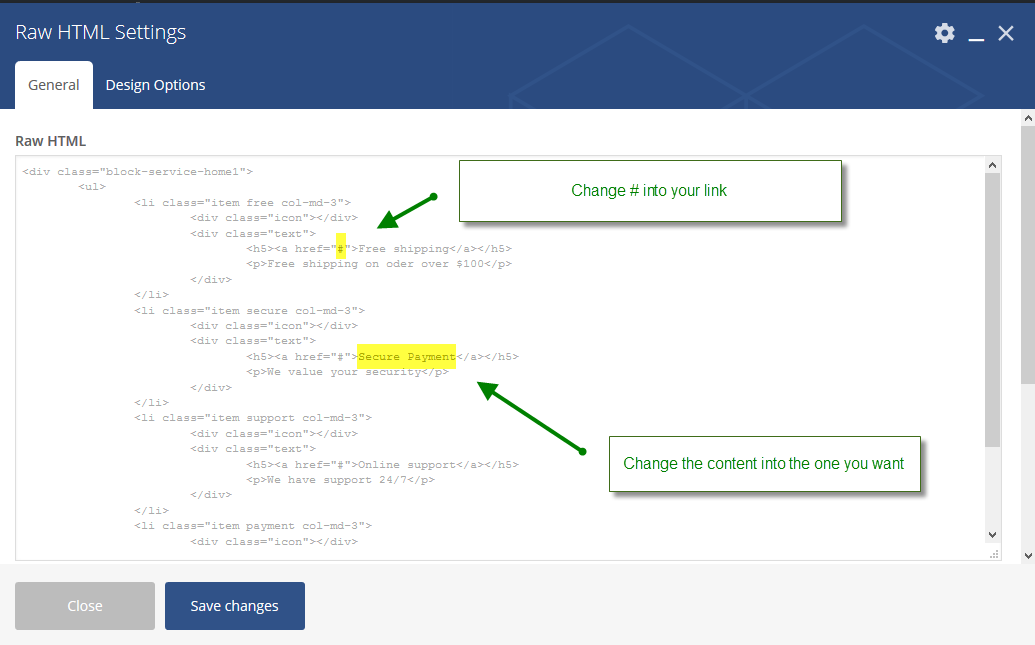 Raw HTML Settings
General Design Options
Raw HTML
<div class="block-service-home1">
<ul>
<li class="item free col-md-3">
<div class="icon"></div>
<div class="text">
<h5><a href="#">Free shipping</a></h5>
<p>Free shipping on oder over $100</p>
</div>
</li>
<li class="item secure col-md-3">
<div class="icon"></div>
<div class="text">
<h5><a href="#">Secure Payment</a></h5>
<p>We value your security</p>
</div>
</li>
<li class="item support col-md-3">
<div class="icon"></div>
<div class="text">
<h5><a href="#">Online support</a></h5>
<p>We have support 24/7</p>
</div>
</li>
<li class="item payment col-md-3">
<div class="icon"></div>
Change # into your link
Change the content into the one you want
Close Save changes